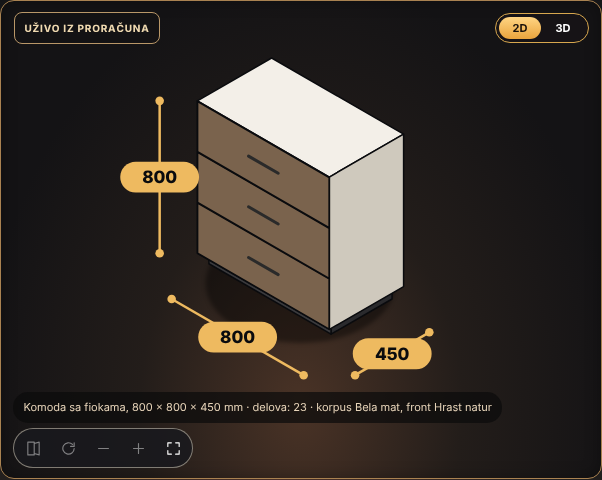 UŽIVO IZ PRORAČUNA
2D 3D
800
800
450
Komoda sa fiokama, 800 × 800 × 450 mm · delova: 23 · korpus Bela mat, front Hrast natur